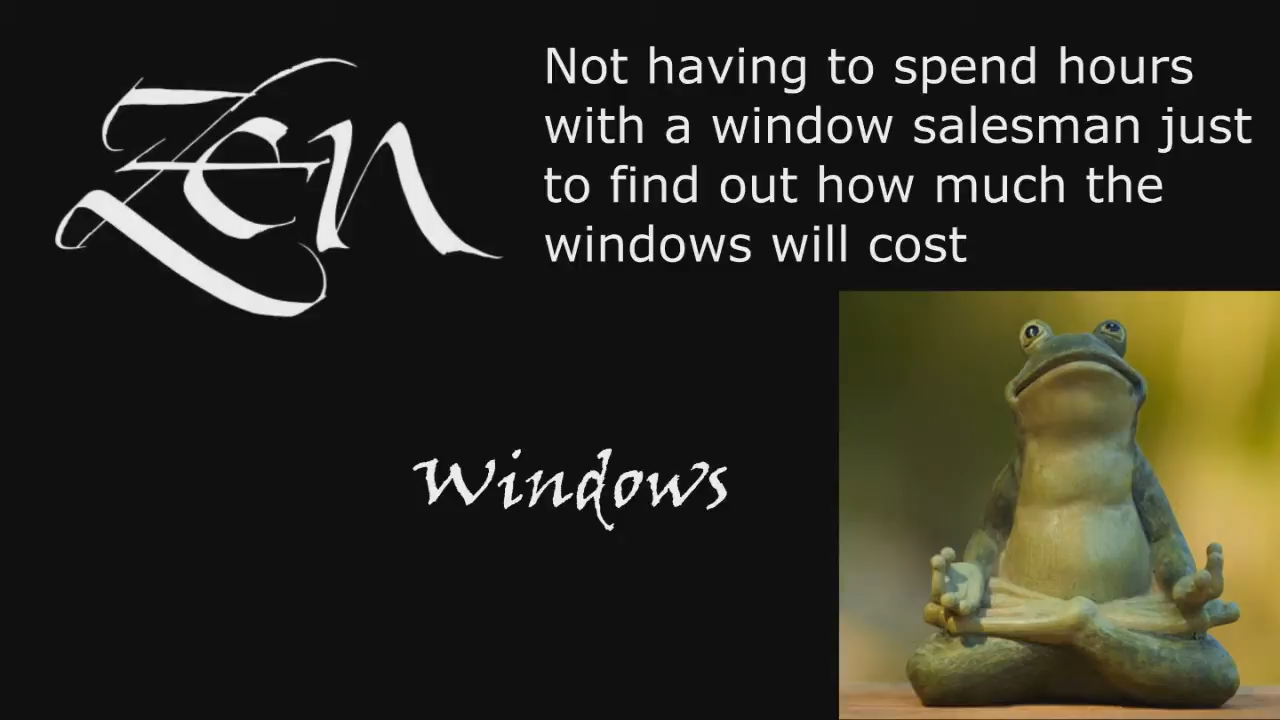 Zen
Not having to spend hours
with a window salesman just
to find out how much the
windows will cost
Windows